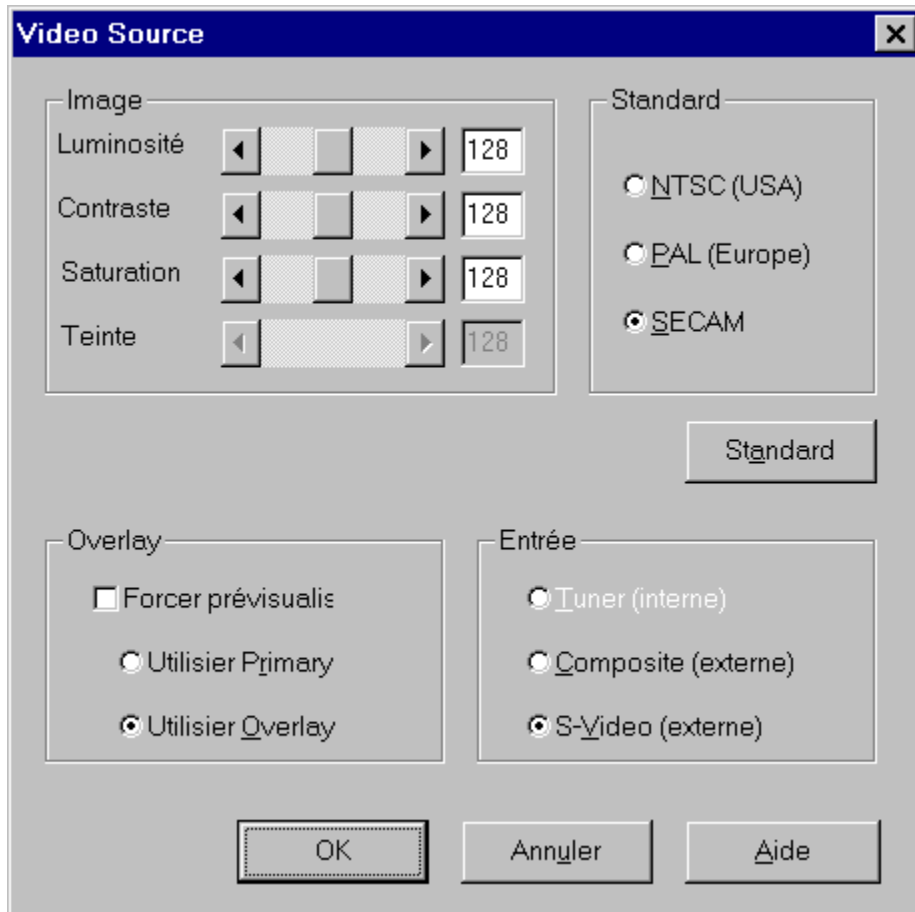 Video Source
Image
Luminosité 128
Contraste 128
Saturation 128
Teinte 128
Standard
NTSC (USA)
PAL (Europe)
SECAM
Standard
Overlay
Forcer prévisualis
Utilisier Primary
Utilisier Overlay
Entrée
Tuner (interne)
Composite (externe)
S-Video (externe)
OK
Annuler
Aide